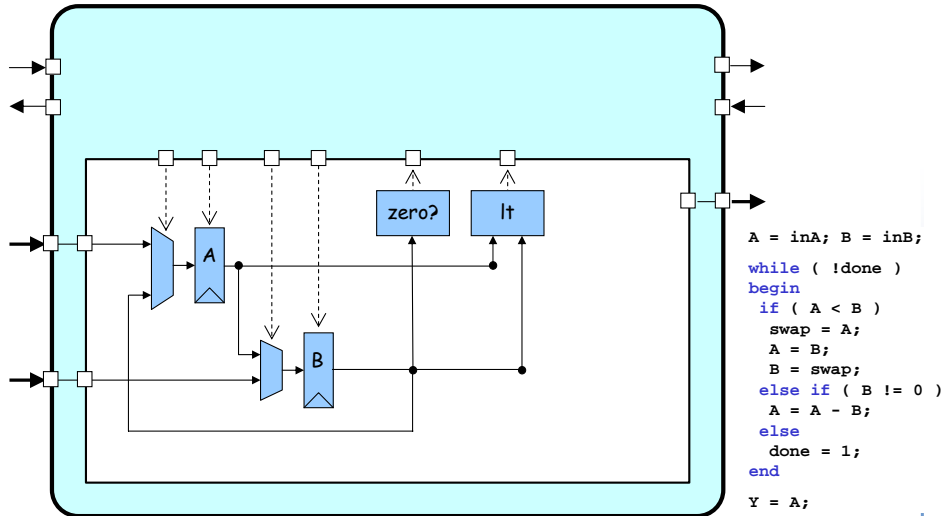 zero?
lt
A
B
A = inA; B = inB;
while ( !done )
begin
if ( A < B )
swap = A;
A = B;
B = swap;
else if ( B != 0 )
A = A - B;
else
done = 1;
end
Y = A;